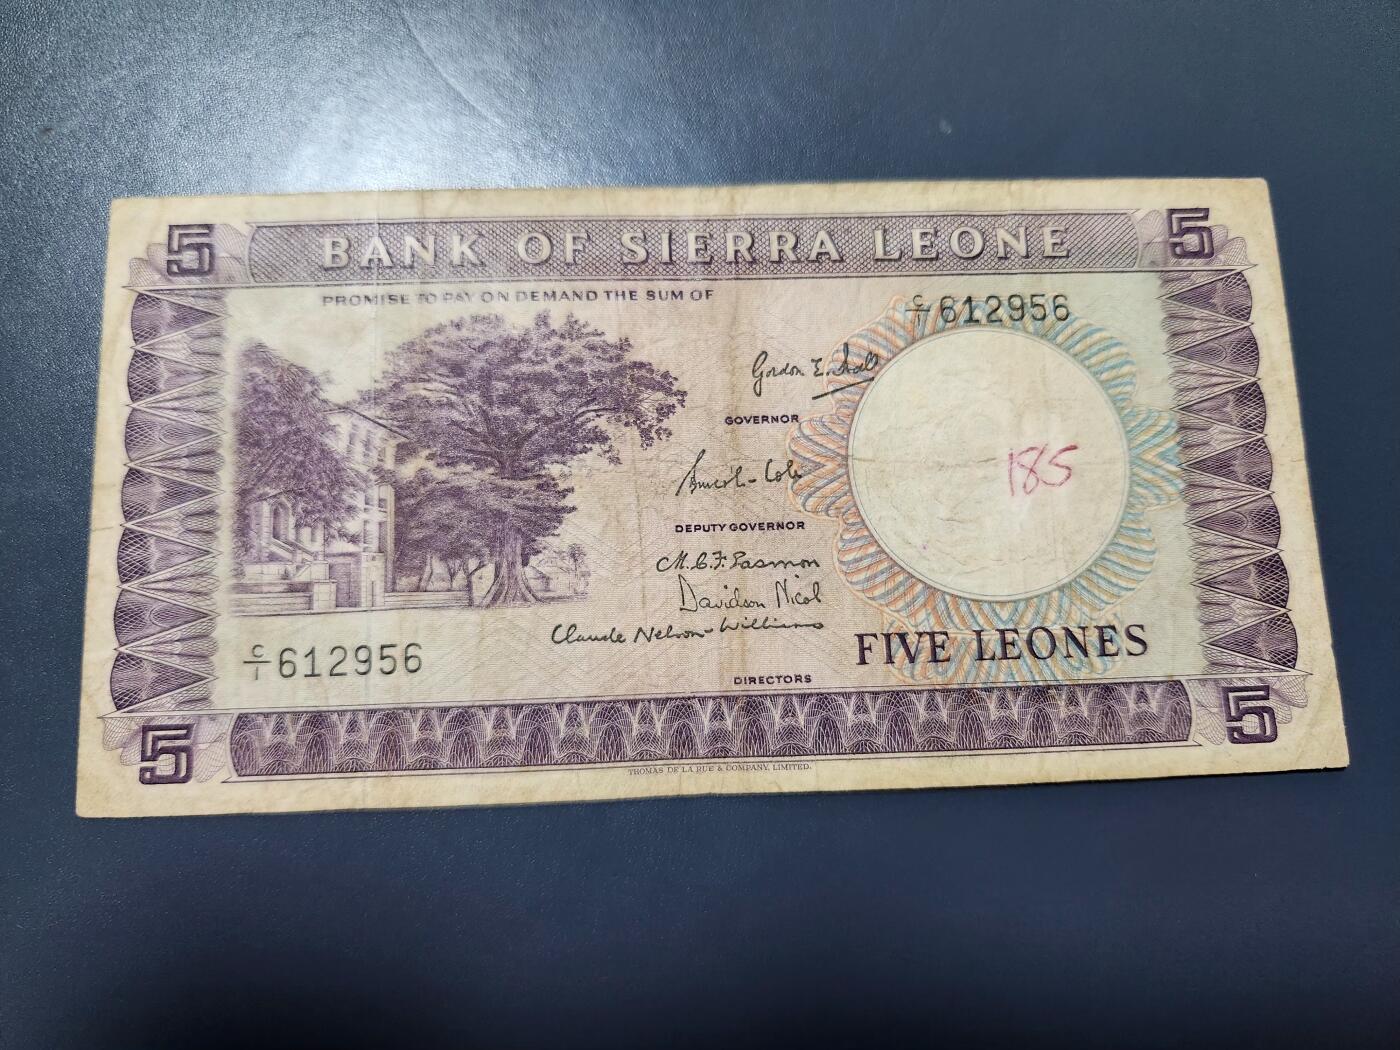 5 BANK OF SIERRA LEONE 5
PROMISE TO PAY ON DEMAND THE SUM OF
C/1 612956
Gordon E. Hall
GOVERNOR
185
DEPUTY GOVERNOR
Davidson Nicol
Claude Nelson-Williams
FIVE LEONES
C/1 612956
DIRECTORS
5 5
THOMAS DE LA RUE & COMPANY, LIMITED.